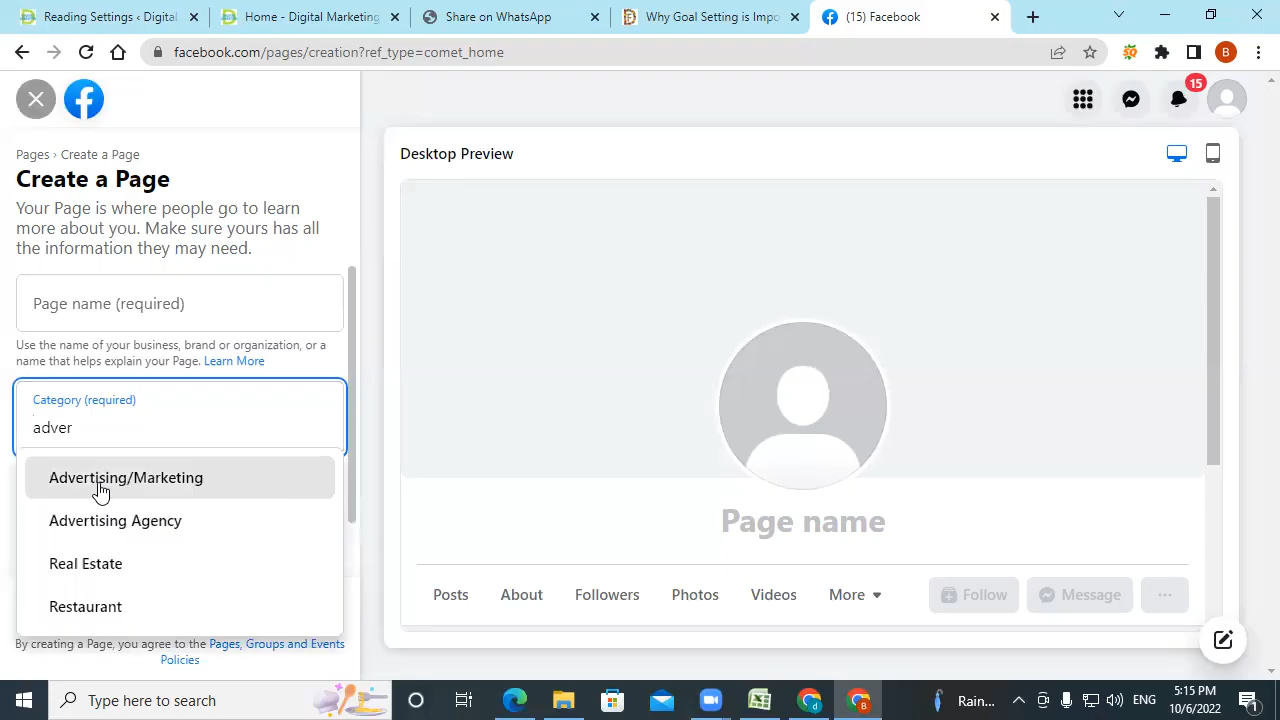 Reading Settings ‹ Digital
Home - Digital Marketing
Share on WhatsApp
Why Goal Setting is Impo
(15) Facebook
facebook.com/pages/creation?ref_type=comet_home
B
15
Pages › Create a Page
Create a Page
Your Page is where people go to learn
more about you. Make sure yours has all
the information they may need.
Page name (required)
Use the name of your business, brand or organization, or a
name that helps explain your Page. Learn More
Category (required)
adver
Advertising/Marketing
Advertising Agency
Real Estate
Restaurant
By creating a Page, you agree to the Pages, Groups and Events
Policies
Desktop Preview
Page name
Posts About Followers Photos Videos More
Follow Message ...
Type here to search
Rain...
ENG
5:15 PM
10/6/2022
1